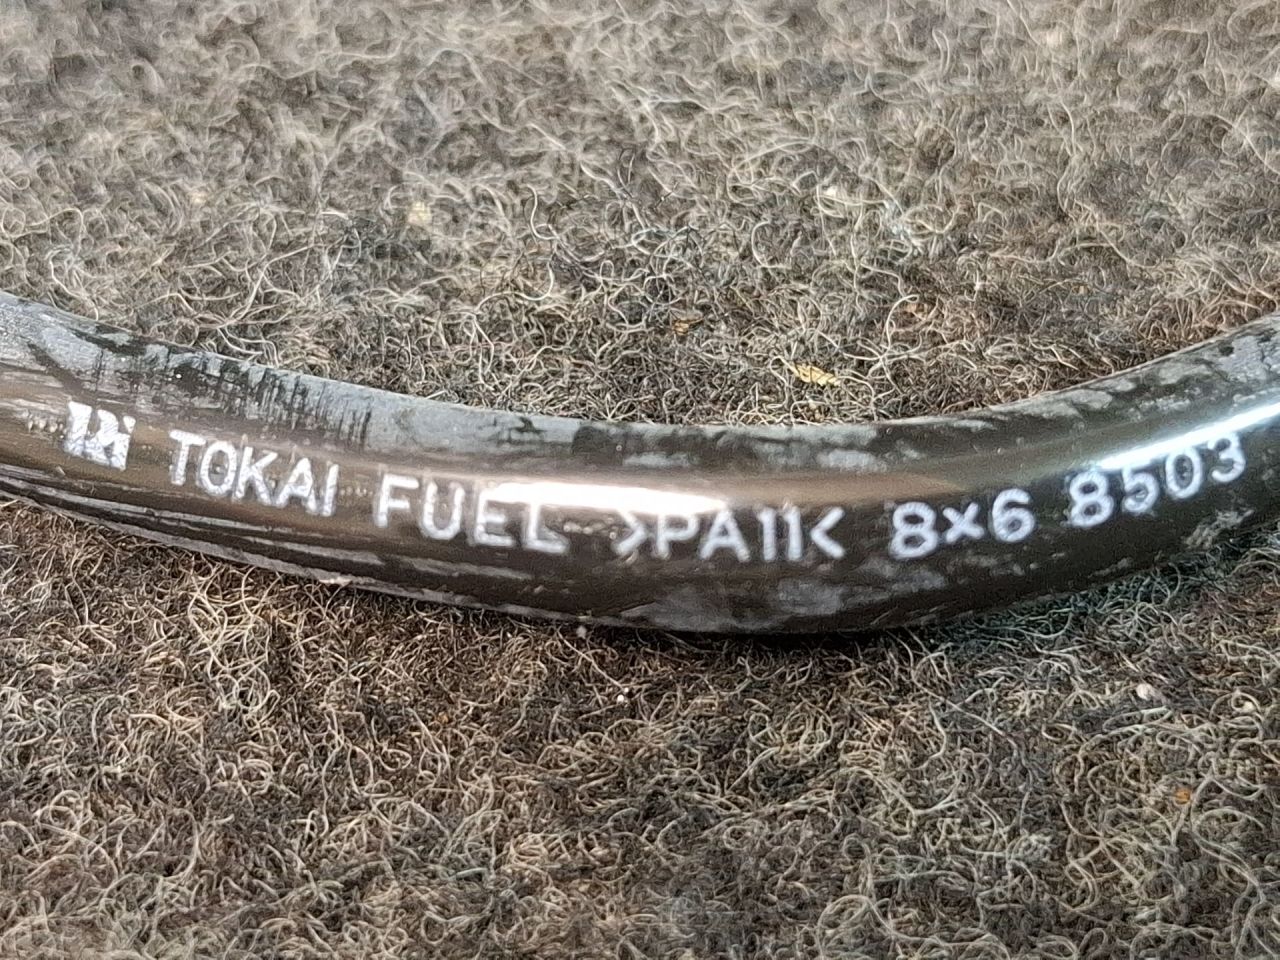 TOKAI FUEL >PA11< 8×6 8503